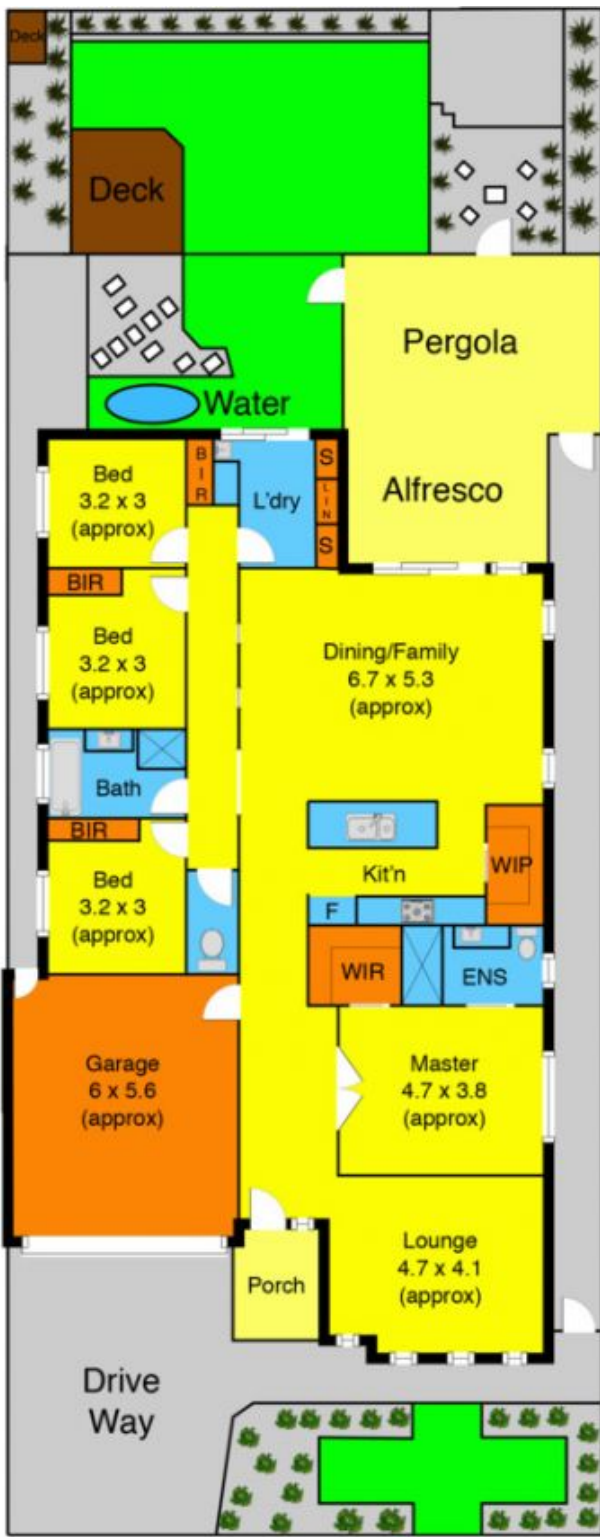 Deck
Deck
Pergola
Water
Alfresco
Bed
3.2 x 3
(approx)
B
I
R
L'dry
S
L
I
N
S
BIR
Bed
3.2 x 3
(approx)
Dining/Family
6.7 x 5.3
(approx)
Bath
BIR
Bed
3.2 x 3
(approx)
Kit'n
WIP
F
WIR
ENS
Garage
6 x 5.6
(approx)
Master
4.7 x 3.8
(approx)
Porch
Lounge
4.7 x 4.1
(approx)
Drive
Way